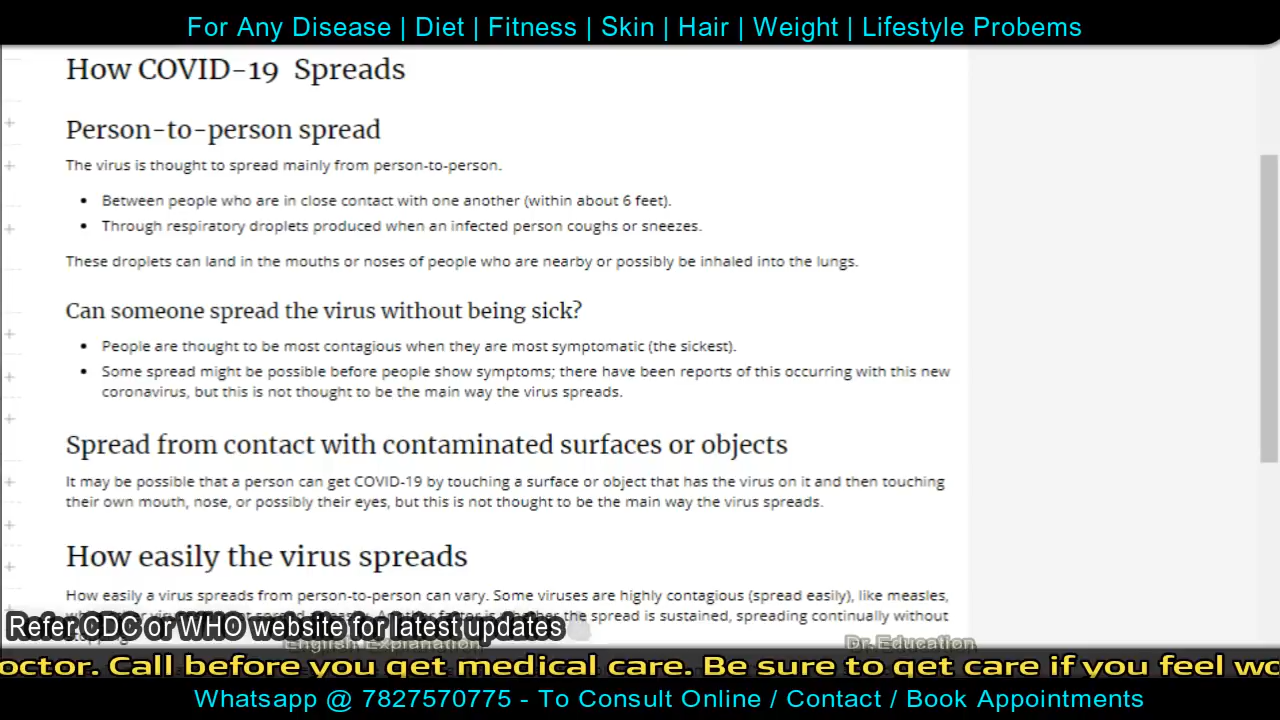 For Any Disease | Diet | Fitness | Skin | Hair | Weight | Lifestyle Probems
How COVID-19 Spreads
Person-to-person spread
The virus is thought to spread mainly from person-to-person.
• Between people who are in close contact with one another (within about 6 feet).
• Through respiratory droplets produced when an infected person coughs or sneezes.
These droplets can land in the mouths or noses of people who are nearby or possibly be inhaled into the lungs.
Can someone spread the virus without being sick?
• People are thought to be most contagious when they are most symptomatic (the sickest).
• Some spread might be possible before people show symptoms; there have been reports of this occurring with this new
coronavirus, but this is not thought to be the main way the virus spreads.
Spread from contact with contaminated surfaces or objects
It may be possible that a person can get COVID-19 by touching a surface or object that has the virus on it and then touching
their own mouth, nose, or possibly their eyes, but this is not thought to be the main way the virus spreads.
How easily the virus spreads
How easily a virus spreads from person-to-person can vary. Some viruses are highly contagious (spread easily), like measles,
the spread is sustained, spreading continually without
Refer CDC or WHO website for latest updates
English Explanation
Dr.Education
octor. Call before you get medical care. Be sure to get care if you feel wo
Whatsapp @ 7827570775 - To Consult Online / Contact / Book Appointments